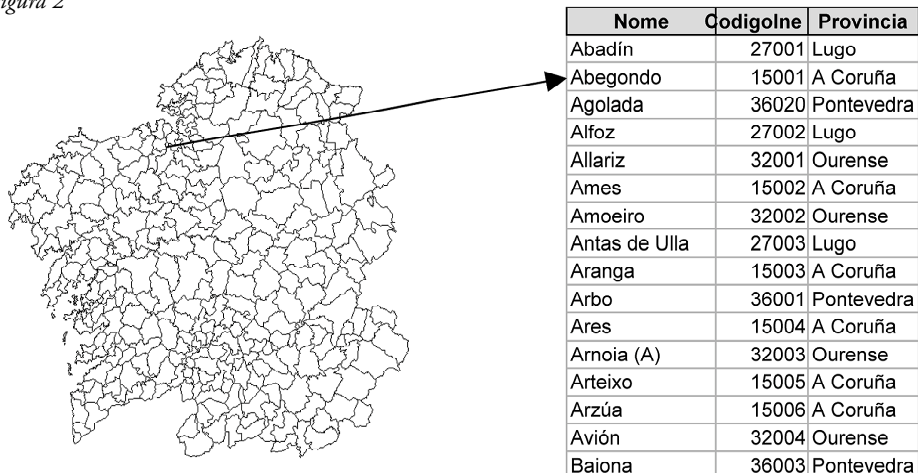 igura 2
Nome CodigoIne Provincia
Abadín 27001 Lugo
Abegondo 15001 A Coruña
Agolada 36020 Pontevedra
Alfoz 27002 Lugo
Allariz 32001 Ourense
Ames 15002 A Coruña
Amoeiro 32002 Ourense
Antas de Ulla 27003 Lugo
Aranga 15003 A Coruña
Arbo 36001 Pontevedra
Ares 15004 A Coruña
Arnoia (A) 32003 Ourense
Arteixo 15005 A Coruña
Arzúa 15006 A Coruña
Avión 32004 Ourense
Baiona 36003 Pontevedra